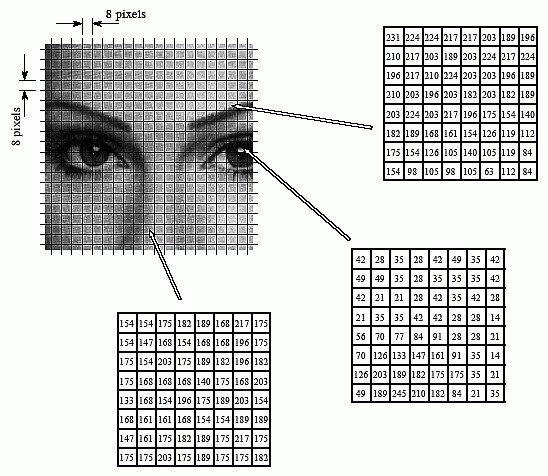 8 pixels
8 pixels
231 224 224 217 217 203 189 196
210 217 203 189 203 224 217 224
196 217 210 224 203 203 196 189
210 203 196 203 182 203 182 189
203 224 203 217 196 175 154 140
182 189 168 161 154 126 119 112
175 154 126 105 140 105 119 84
154 98 105 98 105 63 112 84
42 28 35 28 42 49 35 42
49 49 35 28 35 35 35 42
42 21 21 28 42 35 42 28
21 35 35 42 42 28 28 14
56 70 77 84 91 28 28 21
70 126 133 147 161 91 35 14
126 203 189 182 175 175 35 21
49 189 245 210 182 84 21 35
154 154 175 182 189 168 217 175
154 147 168 154 168 168 196 175
175 154 203 175 189 182 196 182
175 168 168 168 140 175 168 203
133 168 154 196 175 189 203 154
168 161 161 168 154 154 189 189
147 161 175 182 189 175 217 175
175 175 203 175 189 175 175 182